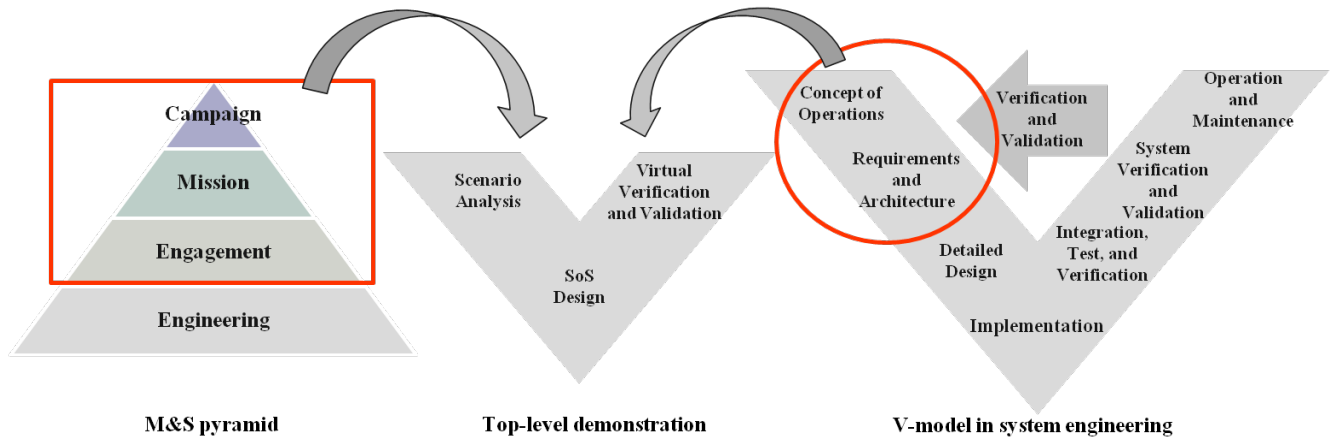 Campaign
Mission
Engagement
Engineering
M&S pyramid
Scenario
Analysis
Virtual
Verification
and Validation
SoS
Design
Top-level demonstration
Concept of
Operations
Requirements
and
Architecture
Detailed
Design
Implementation
Integration,
Test, and
Verification
System
Verification
and
Validation
Operation
and
Maintenance
Verification
and
Validation
V-model in system engineering